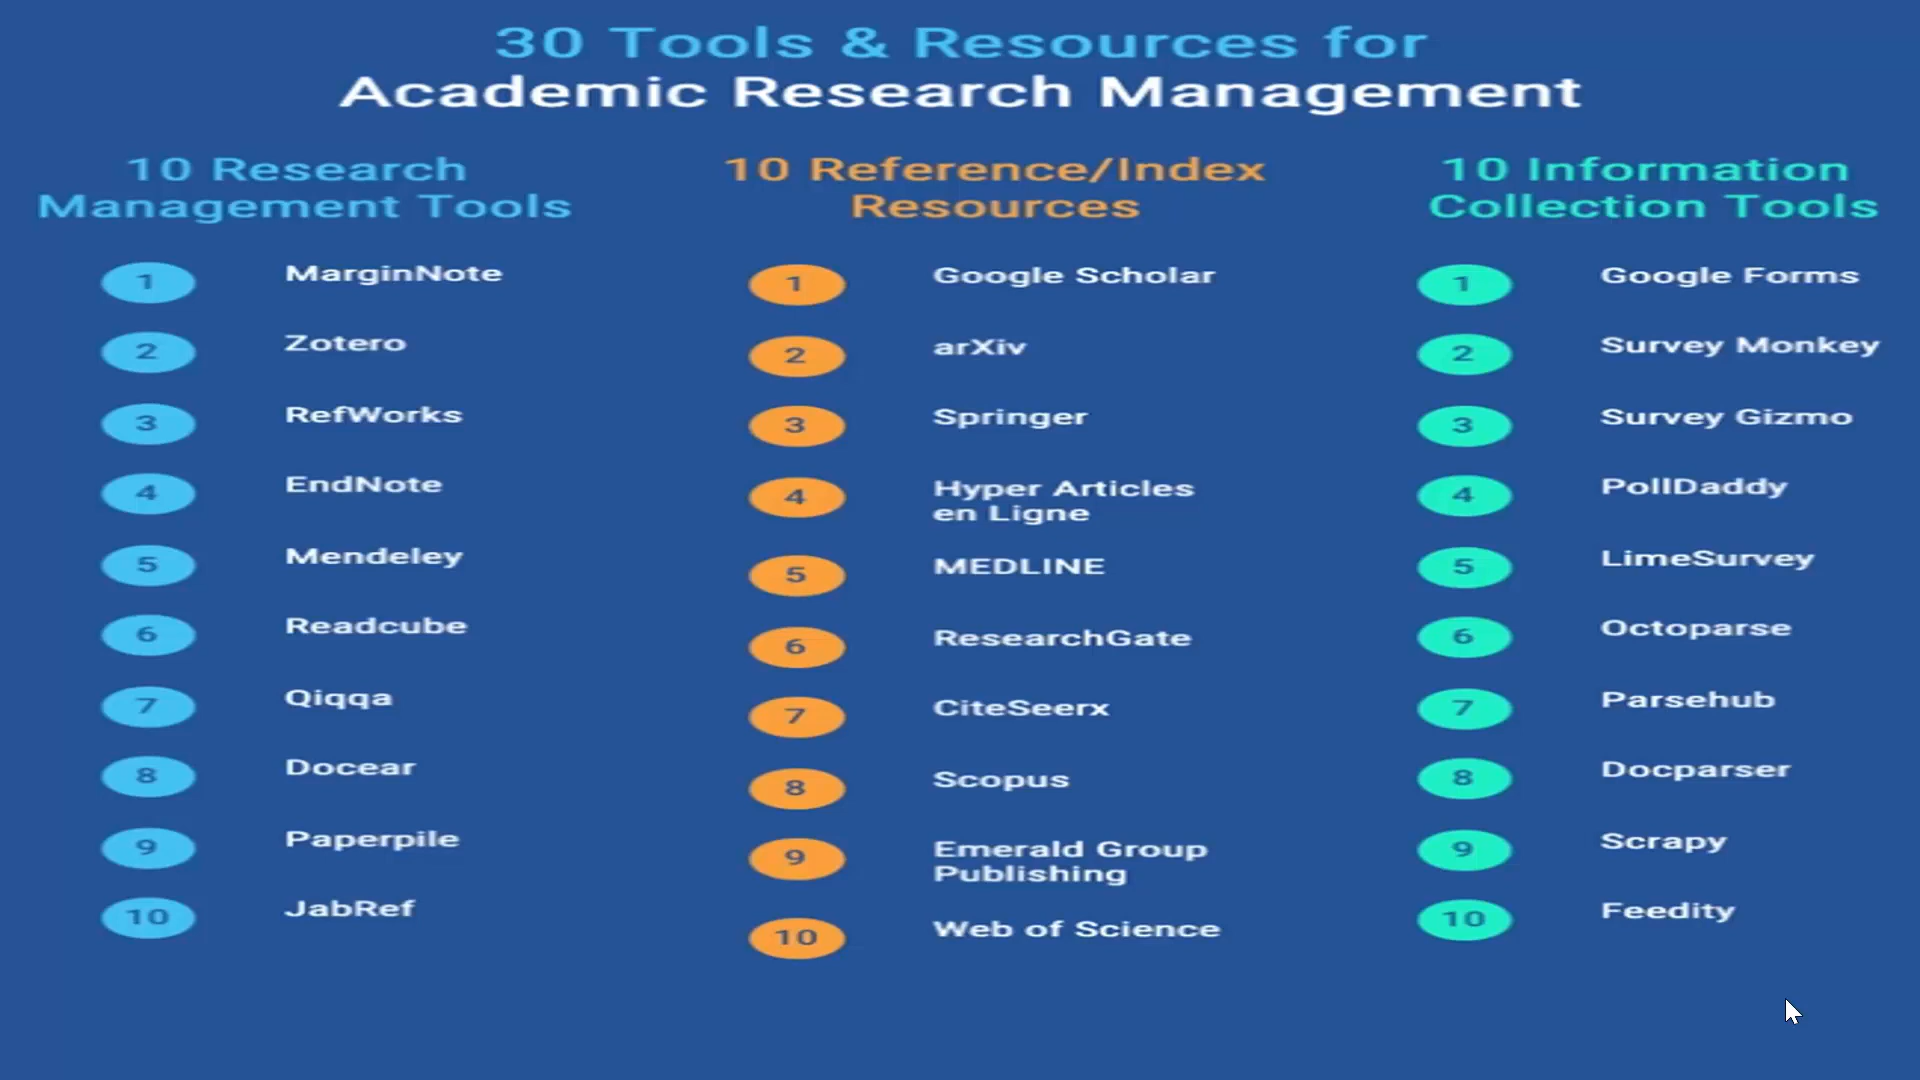 30 Tools & Resources for
Academic Research Management
10 Research
Management Tools
1 MarginNote
2 Zotero
3 RefWorks
4 EndNote
5 Mendeley
6 Readcube
7 Qiqqa
8 Docear
9 Paperpile
10 JabRef
10 Reference/Index
Resources
1 Google Scholar
2 arXiv
3 Springer
4 Hyper Articles
en Ligne
5 MEDLINE
6 ResearchGate
7 CiteSeerx
8 Scopus
9 Emerald Group
Publishing
10 Web of Science
10 Information
Collection Tools
1 Google Forms
2 Survey Monkey
3 Survey Gizmo
4 PollDaddy
5 LimeSurvey
6 Octoparse
7 Parsehub
8 Docparser
9 Scrapy
10 Feedity